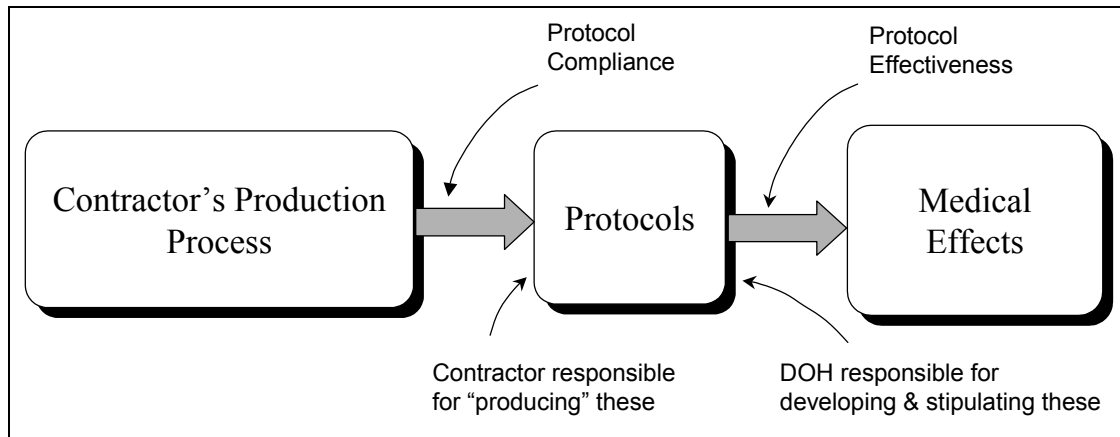 Protocol
Compliance
Protocol
Effectiveness
Contractor’s Production
Process
Protocols
Medical
Effects
Contractor responsible
for “producing” these
DOH responsible for
developing & stipulating these